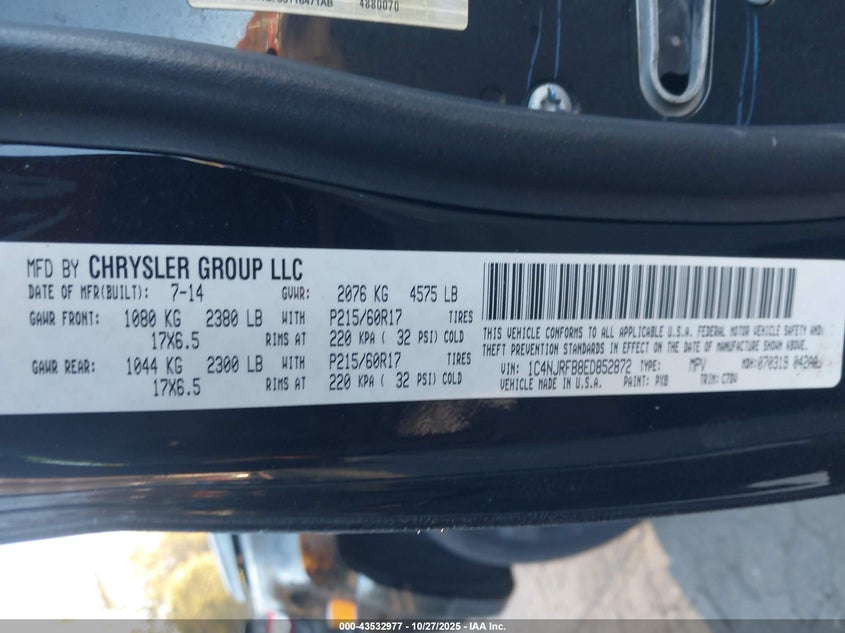 4880070
MFD BY CHRYSLER GROUP LLC
DATE OF MFR(BUILT): 7-14 GVWR: 2076 KG 4575 LB
GAWR FRONT: 1080 KG 2380 LB WITH P215/60R17 TIRES
17X6.5 RIMS AT 220 KPA ( 32 PSI) COLD
GAWR REAR: 1044 KG 2300 LB WITH P215/60R17 TIRES
17X6.5 RIMS AT 220 KPA ( 32 PSI) COLD
THIS VEHICLE CONFORMS TO ALL APPLICABLE U.S.A. FEDERAL MOTOR VEHICLE SAFETY AND
THEFT PREVENTION STANDARDS IN EFFECT ON THE DATE OF MANUFACTURE SHOWN ABOVE.
VIN: 1C4NJRFB8ED852872 TYPE: MPV MDH: 070319
VEHICLE MADE IN U.S.A. PAINT: PX8 TRIM:
000-43532977 - 10/27/2025 - IAA Inc.